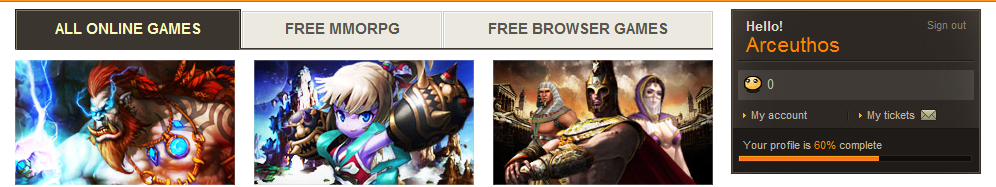 ALL ONLINE GAMES
FREE MMORPG
FREE BROWSER GAMES
Hello!
Sign out
Arceuthos
0
My account
My tickets
Your profile is 60% complete